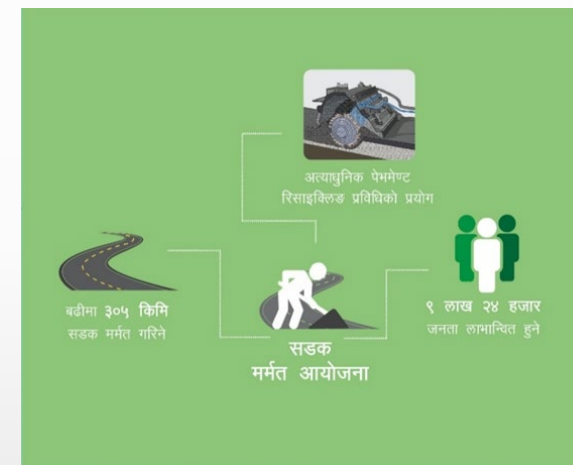 अत्याधुनिक पेभमेण्ट
रिसाइक्लिङ प्रविधिको प्रयोग
बढीमा ३०५ किमि
सडक मर्मत गरिने
९ लाख २४ हजार
जनता लाभान्वित हुने
सडक
मर्मत आयोजना